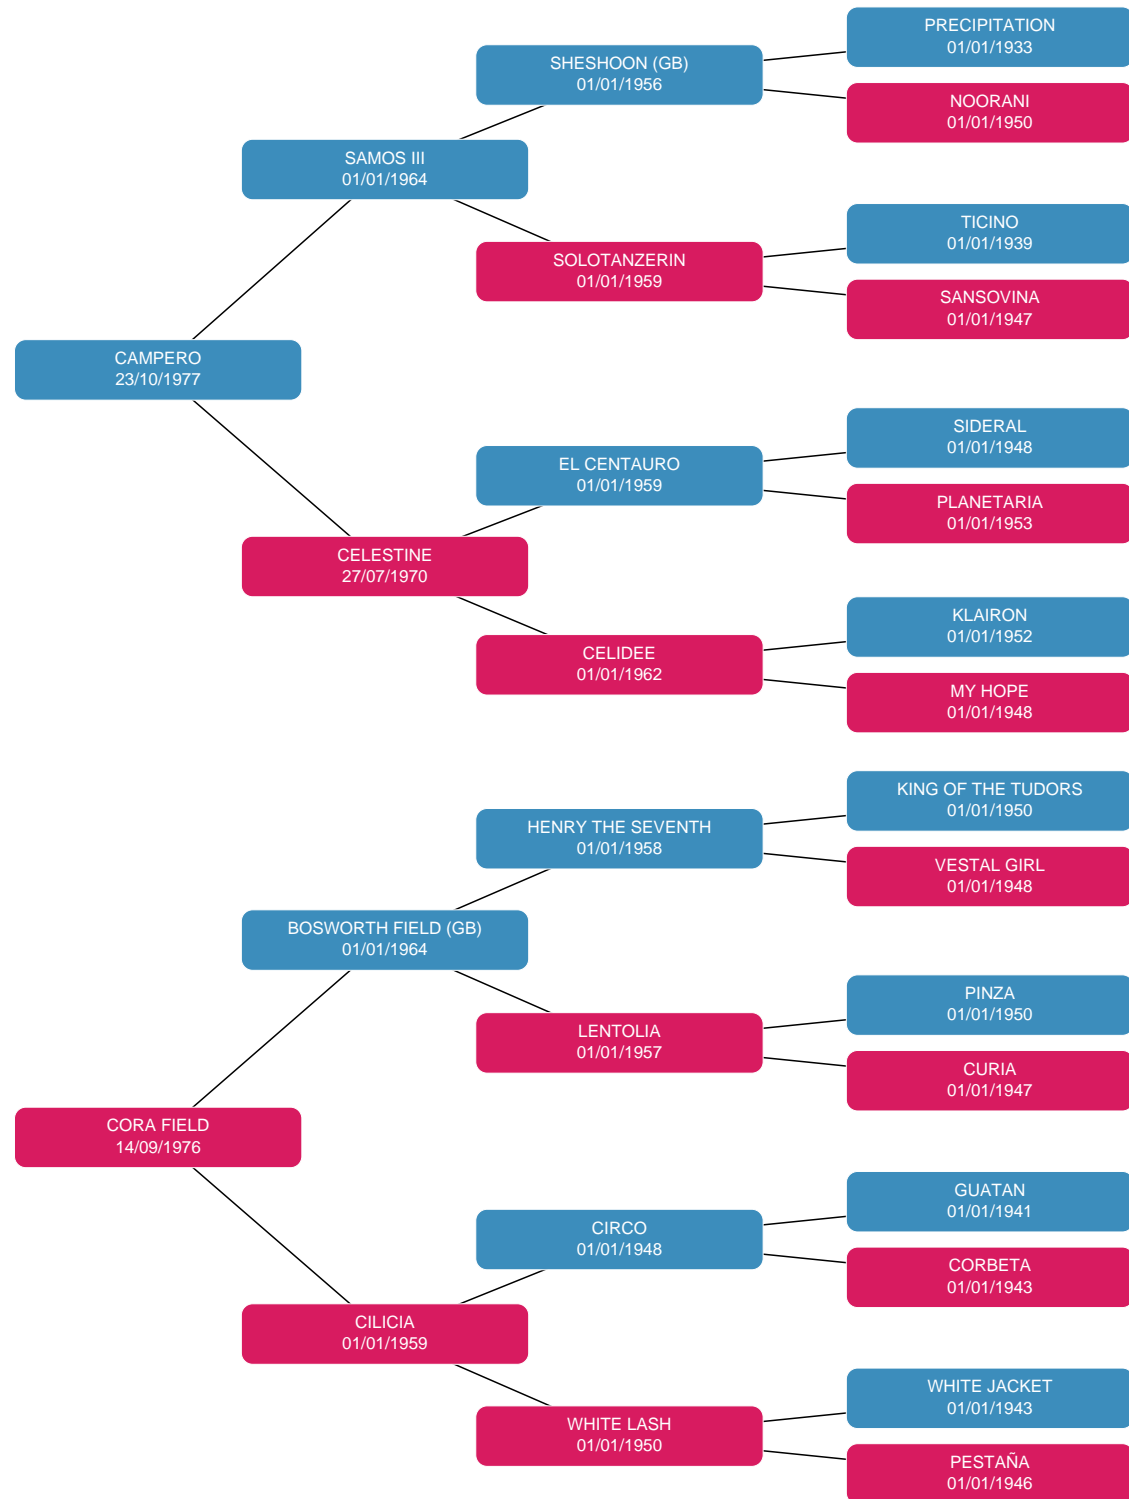 PRECIPITATION
01/01/1933
SHESHOON (GB)
01/01/1956
NOORANI
01/01/1950
SAMOS III
01/01/1964
TICINO
01/01/1939
SOLOTANZERIN
01/01/1959
SANSOVINA
01/01/1947
CAMPERO
23/10/1977
SIDERAL
01/01/1948
EL CENTAURO
01/01/1959
PLANETARIA
01/01/1953
CELESTINE
27/07/1970
KLAIRON
01/01/1952
CELIDEE
01/01/1962
MY HOPE
01/01/1948
KING OF THE TUDORS
01/01/1950
HENRY THE SEVENTH
01/01/1958
VESTAL GIRL
01/01/1948
BOSWORTH FIELD (GB)
01/01/1964
PINZA
01/01/1950
LENTOLIA
01/01/1957
CURIA
01/01/1947
CORA FIELD
14/09/1976
GUATAN
01/01/1941
CIRCO
01/01/1948
CORBETA
01/01/1943
CILICIA
01/01/1959
WHITE JACKET
01/01/1943
WHITE LASH
01/01/1950
PESTAÑA
01/01/1946